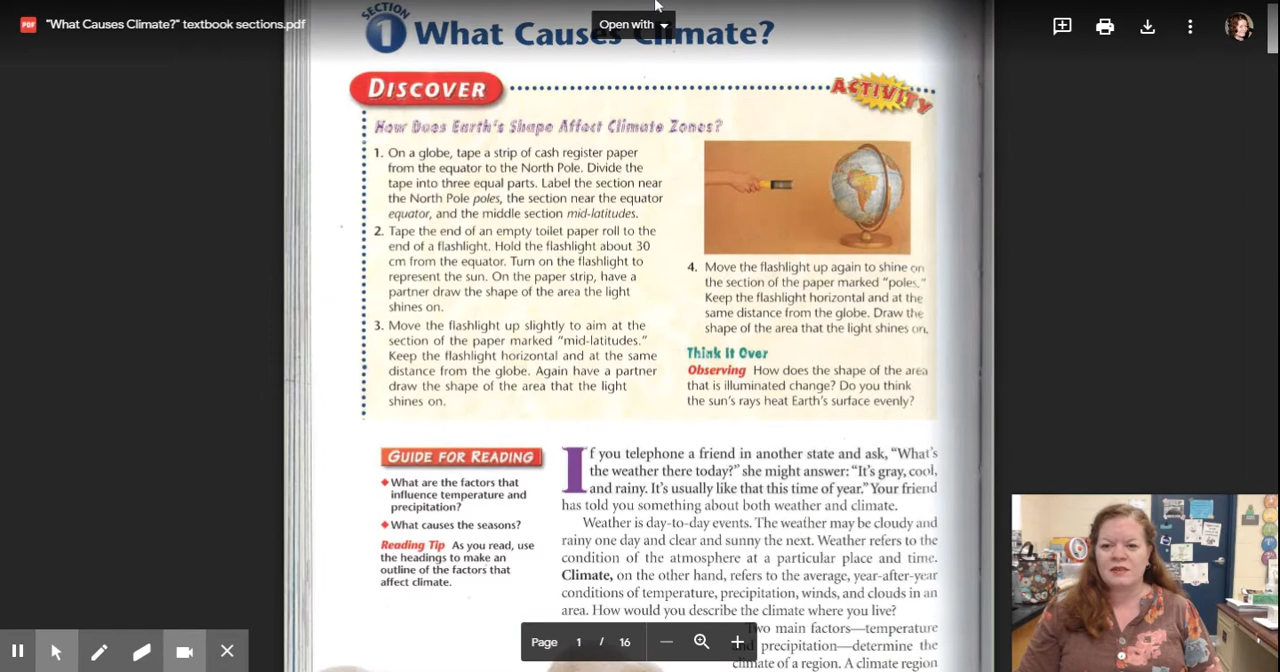 "What Causes Climate?" textbook sections.pdf
PDF
Open with
SECTION
1 What Causes Climate?
DISCOVER
ACTIVITY
How Does Earth's Shape Affect Climate Zones?
1. On a globe, tape a strip of cash register paper
from the equator to the North Pole. Divide the
tape into three equal parts. Label the section near
the North Pole poles, the section near the equator
equator, and the middle section mid-latitudes.
2. Tape the end of an empty toilet paper roll to the
end of a flashlight. Hold the flashlight about 30
cm from the equator. Turn on the flashlight to
represent the sun. On the paper strip, have a
partner draw the shape of the area the light
shines on.
3. Move the flashlight up slightly to aim at the
section of the paper marked "mid-latitudes."
Keep the flashlight horizontal and at the same
distance from the globe. Again have a partner
draw the shape of the area that the light
shines on.
4. Move the flashlight up again to shine on
the section of the paper marked "poles."
Keep the flashlight horizontal and at the
same distance from the globe. Draw the
shape of the area that the light shines on.
Think It Over
Observing How does the shape of the area
that is illuminated change? Do you think
the sun's rays heat Earth's surface evenly?
GUIDE FOR READING
◆ What are the factors that
influence temperature and
precipitation?
◆ What causes the seasons?
Reading Tip As you read, use
the headings to make an
outline of the factors that
affect climate.
If you telephone a friend in another state and ask, "What's
the weather there today?" she might answer: "It's gray, cool,
and rainy. It's usually like that this time of year." Your friend
has told you something about both weather and climate.
Weather is day-to-day events. The weather may be cloudy and
rainy one day and clear and sunny the next. Weather refers to the
condition of the atmosphere at a particular place and time.
Climate, on the other hand, refers to the average, year-after-year
conditions of temperature, precipitation, winds, and clouds in an
area. How would you describe the climate where you live?
Two main factors—temperature
and precipitation—determine the
climate of a region. A climate region
Page 1 / 16